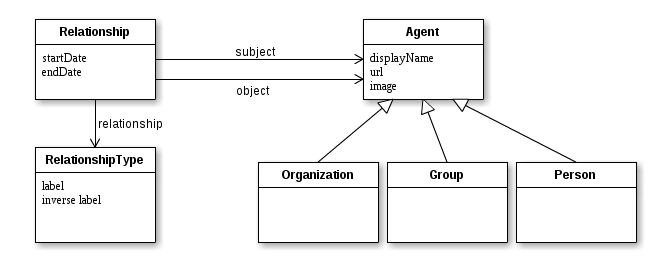 Relationship
startDate
endDate
subject
object
Agent
displayName
url
image
relationship
RelationshipType
label
inverse label
Organization
Group
Person